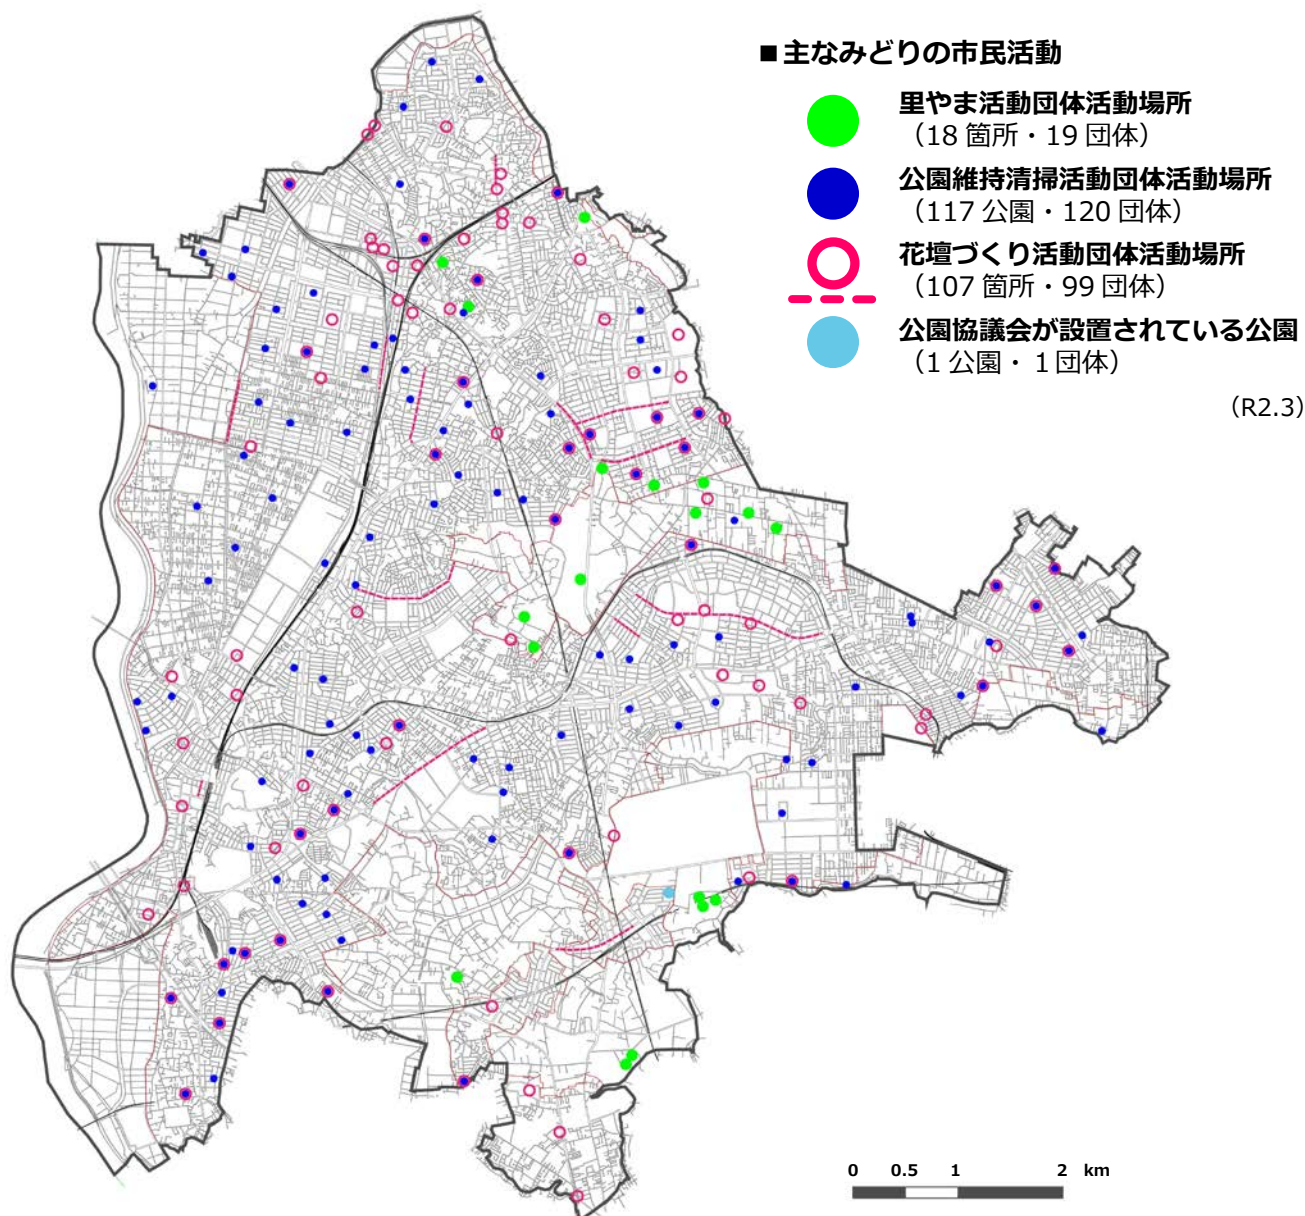 ■主なみどりの市民活動
里やま活動団体活動場所
（18 箇所・19 団体）
公園維持清掃活動団体活動場所
（117 公園・120 団体）
花壇づくり活動団体活動場所
（107 箇所・99 団体）
公園協議会が設置されている公園
（1 公園・ 1 団体）
（R2.3）
0 0.5 1 2 km